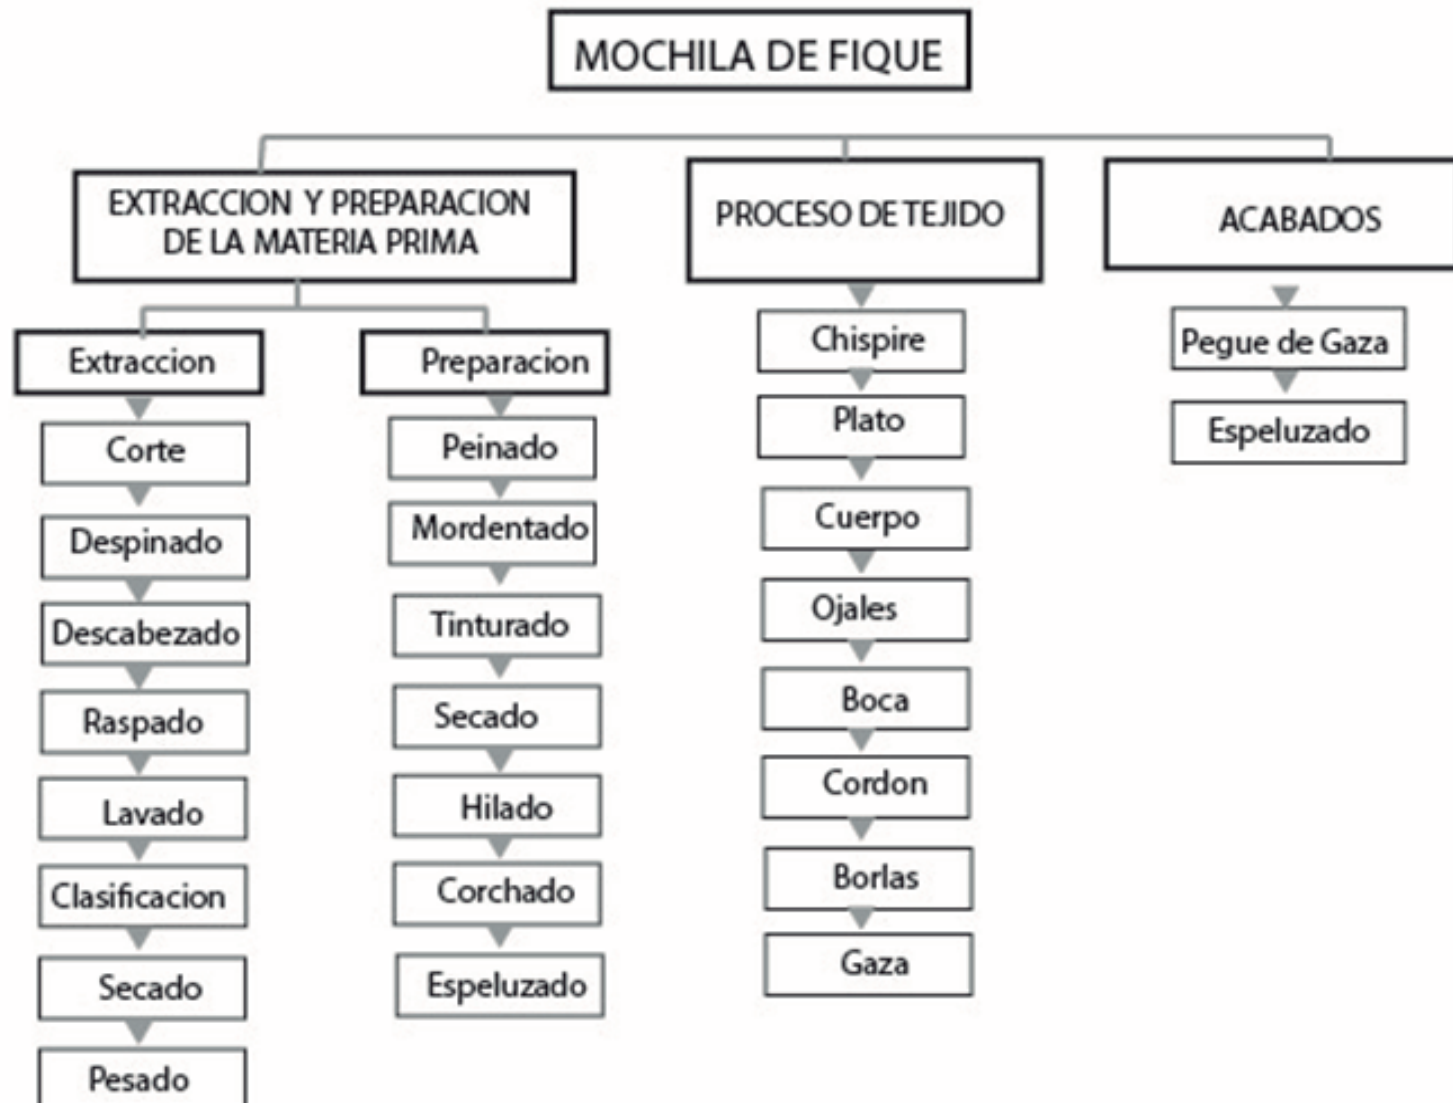 MOCHILA DE FIQUE
EXTRACCION Y PREPARACION
DE LA MATERIA PRIMA
Extraccion
Corte
Despinado
Descabezado
Raspado
Lavado
Clasificacion
Secado
Pesado
Preparacion
Peinado
Mordentado
Tinturado
Secado
Hilado
Corchado
Espeluzado
PROCESO DE TEJIDO
Chispire
Plato
Cuerpo
Ojales
Boca
Cordon
Borlas
Gaza
ACABADOS
Pegue de Gaza
Espeluzado